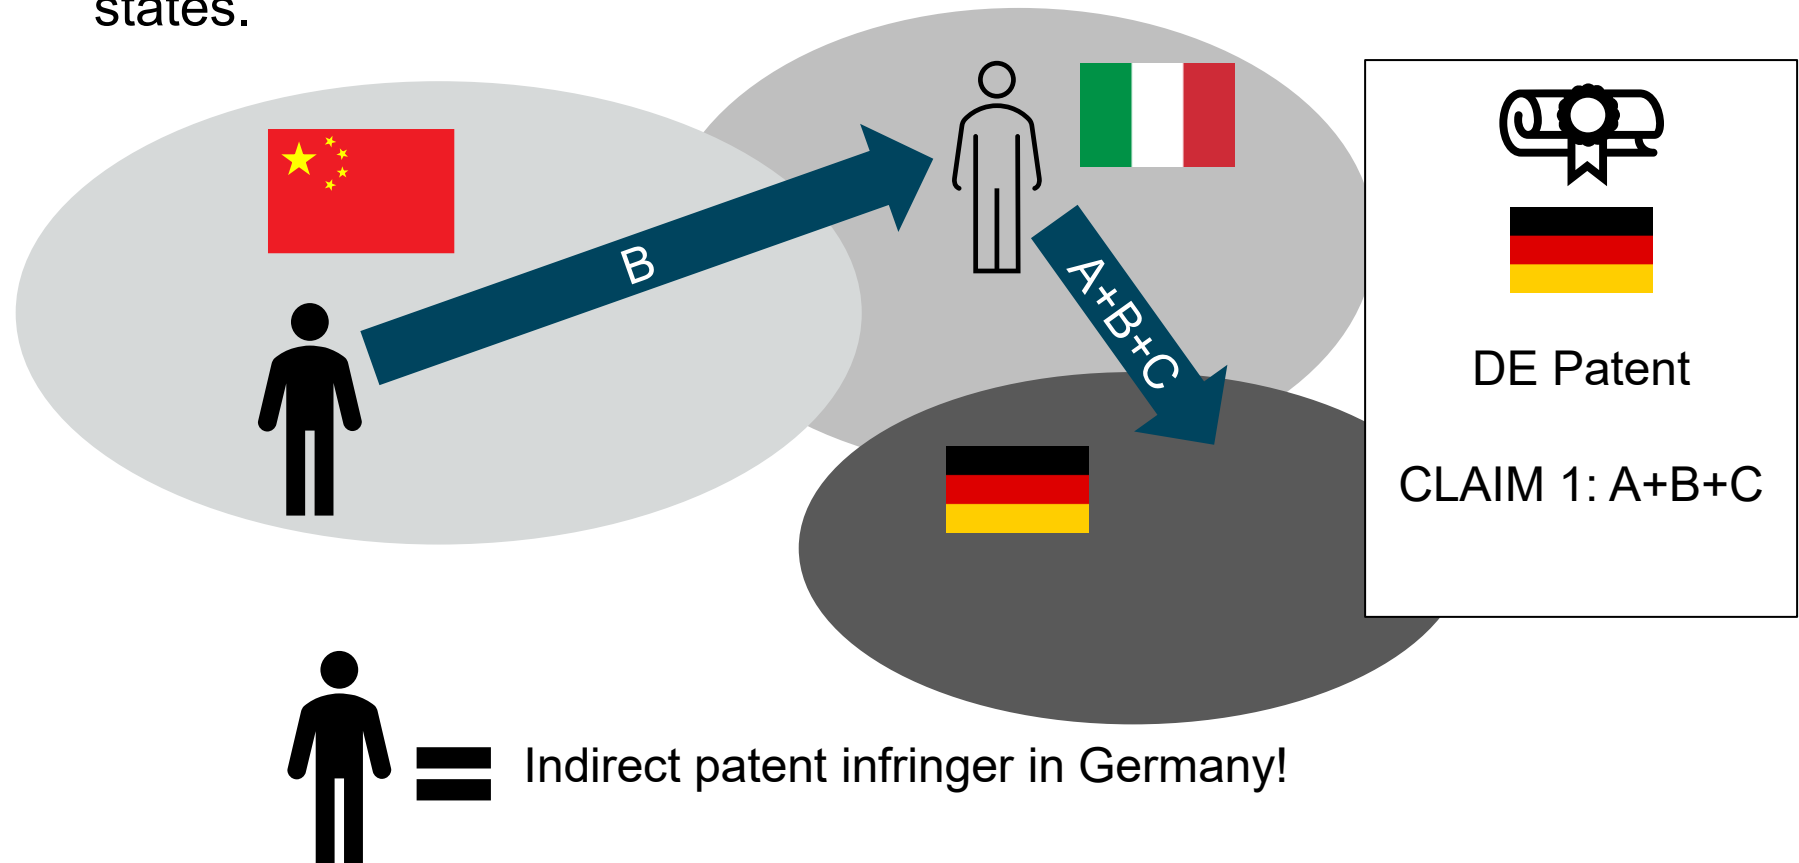 states.
B
A+B+C
DE Patent
CLAIM 1: A+B+C
Indirect patent infringer in Germany!